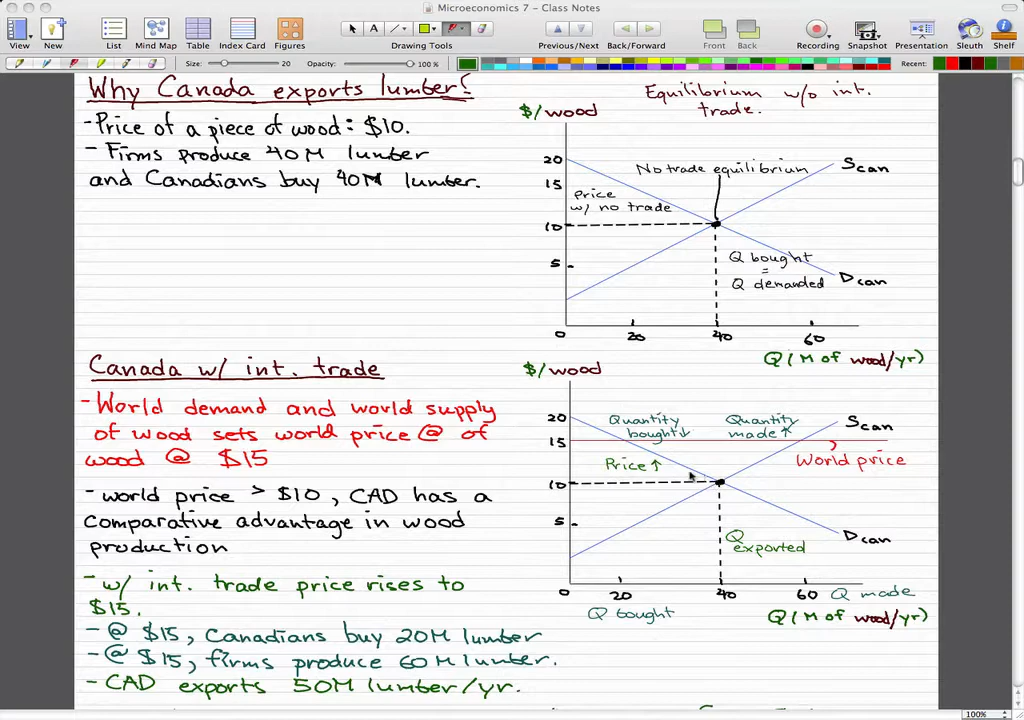 Microeconomics 7 - Class Notes
View New List Mind Map Table Index Card Figures Drawing Tools Previous/Next Back/Forward Front Back Recording Snapshot Presentation Sleuth Shelf
A
Size: 20 Opacity: 100 % Recent:
Why Canada exports lumber?
- Price of a piece of wood: $10.
- Firms produce 40M lumber
and Canadians buy 40M lumber.
Equilibrium w/o int.
trade.
$/wood
20
15
10
5
No trade equilibrium
Scan
Price
w/ no trade
Q bought
=
Q demanded
Dcan
0 20 40 60
Q (M of wood/yr)
Canada w/ int. trade
- World demand and world supply
of wood sets world price @ of
wood @ $15
- world price > $10, CAD has a
comparative advantage in wood
production
- w/ int. trade price rises to
$15.
- @ $15, Canadians buy 20M lumber
- @ $15, firms produce 60M lumber.
- CAD exports 50M lumber/yr.
$/wood
20
15
10
5
Quantity
bought↓
Quantity
made↑
Scan
World price
Price↑
Q
exported
Dcan
0 20 40 60 Q made
Q bought
Q (M of wood/yr)
100%